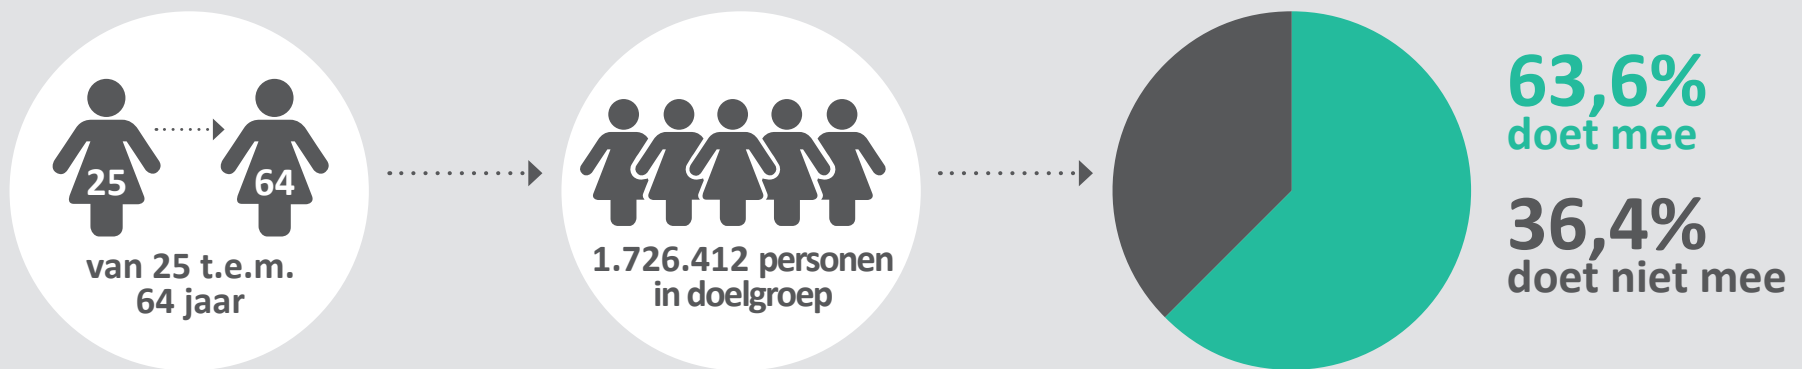 25
64
van 25 t.e.m.
64 jaar
1.726.412 personen
in doelgroep
63,6%
doet mee
36,4%
doet niet mee